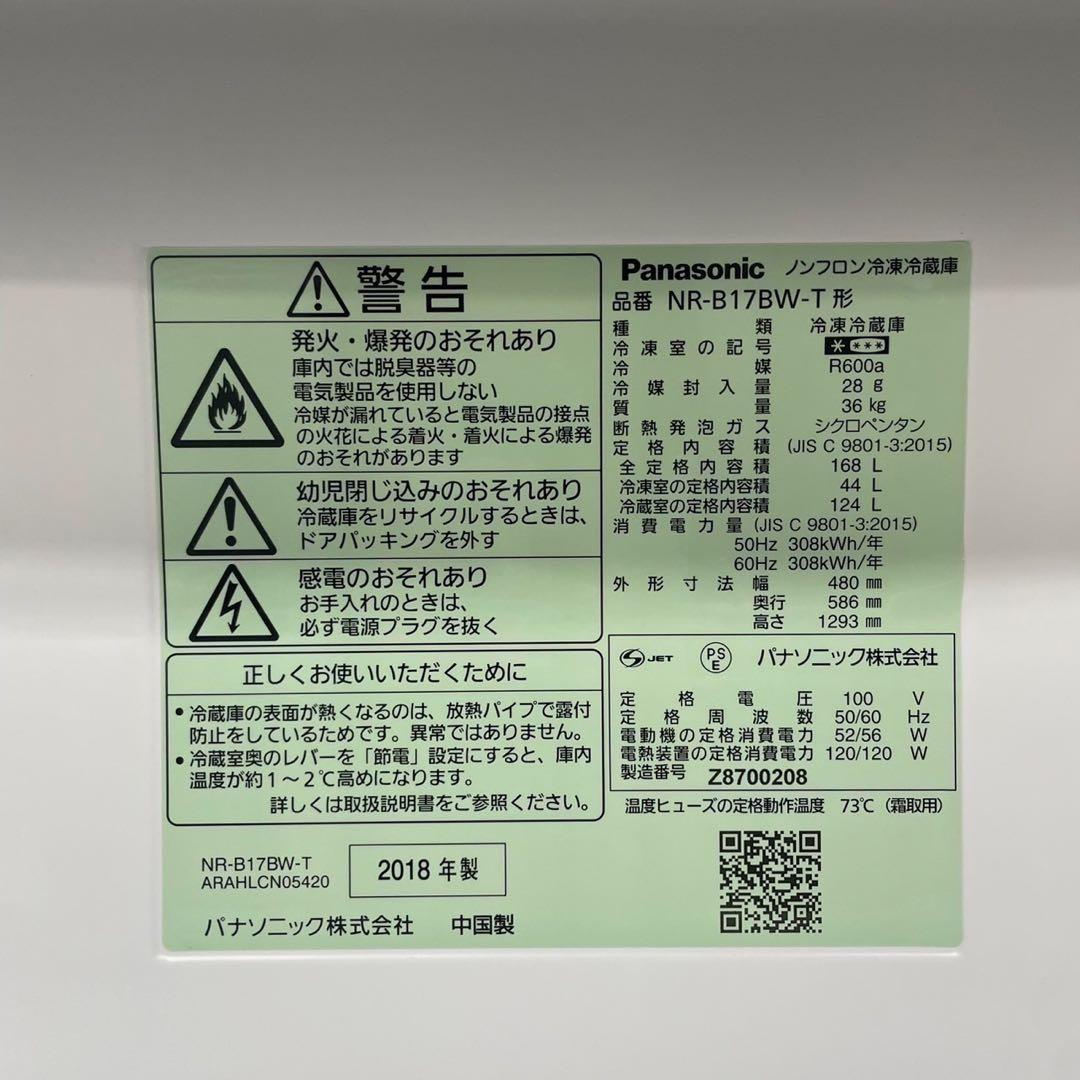 警告
発火・爆発のおそれあり
庫内では脱臭器等の
電気製品を使用しない
冷媒が漏れていると電気製品の接点
の火花による着火・着火による爆発
のおそれがあります
幼児閉じ込みのおそれあり
冷蔵庫をリサイクルするときは、
ドアパッキングを外す
感電のおそれあり
お手入れのときは、
必ず電源プラグを抜く
正しくお使いいただくために
• 冷蔵庫の表面が熱くなるのは、放熱パイプで露付
防止をしているためです。異常ではありません。
• 冷蔵室奥のレバーを「節電」設定にすると、庫内
温度が約1～2℃高めになります。
詳しくは取扱説明書をご参照ください。
NR-B17BW-T
ARAHLCN05420
2018 年製
パナソニック株式会社 中国製
Panasonic ノンフロン冷凍冷蔵庫
品番 NR-B17BW-T 形
種類 冷凍冷蔵庫
冷凍室の記号 * ***
冷媒 R600a
冷媒封入量 28 g
質量 36 kg
断熱発泡ガス シクロペンタン
定格内容積 (JIS C 9801-3:2015)
全定格内容積 168 L
冷凍室の定格内容積 44 L
冷蔵室の定格内容積 124 L
消費電力量 (JIS C 9801-3:2015)
50Hz 308kWh/年
60Hz 308kWh/年
外形寸法 幅 480 mm
奥行 586 mm
高さ 1293 mm
S JET PS E パナソニック株式会社
定格電圧 100 V
定格周波数 50/60 Hz
電動機の定格消費電力 52/56 W
電熱装置の定格消費電力 120/120 W
製造番号 Z8700208
温度ヒューズの定格動作温度 73℃（霜取用）